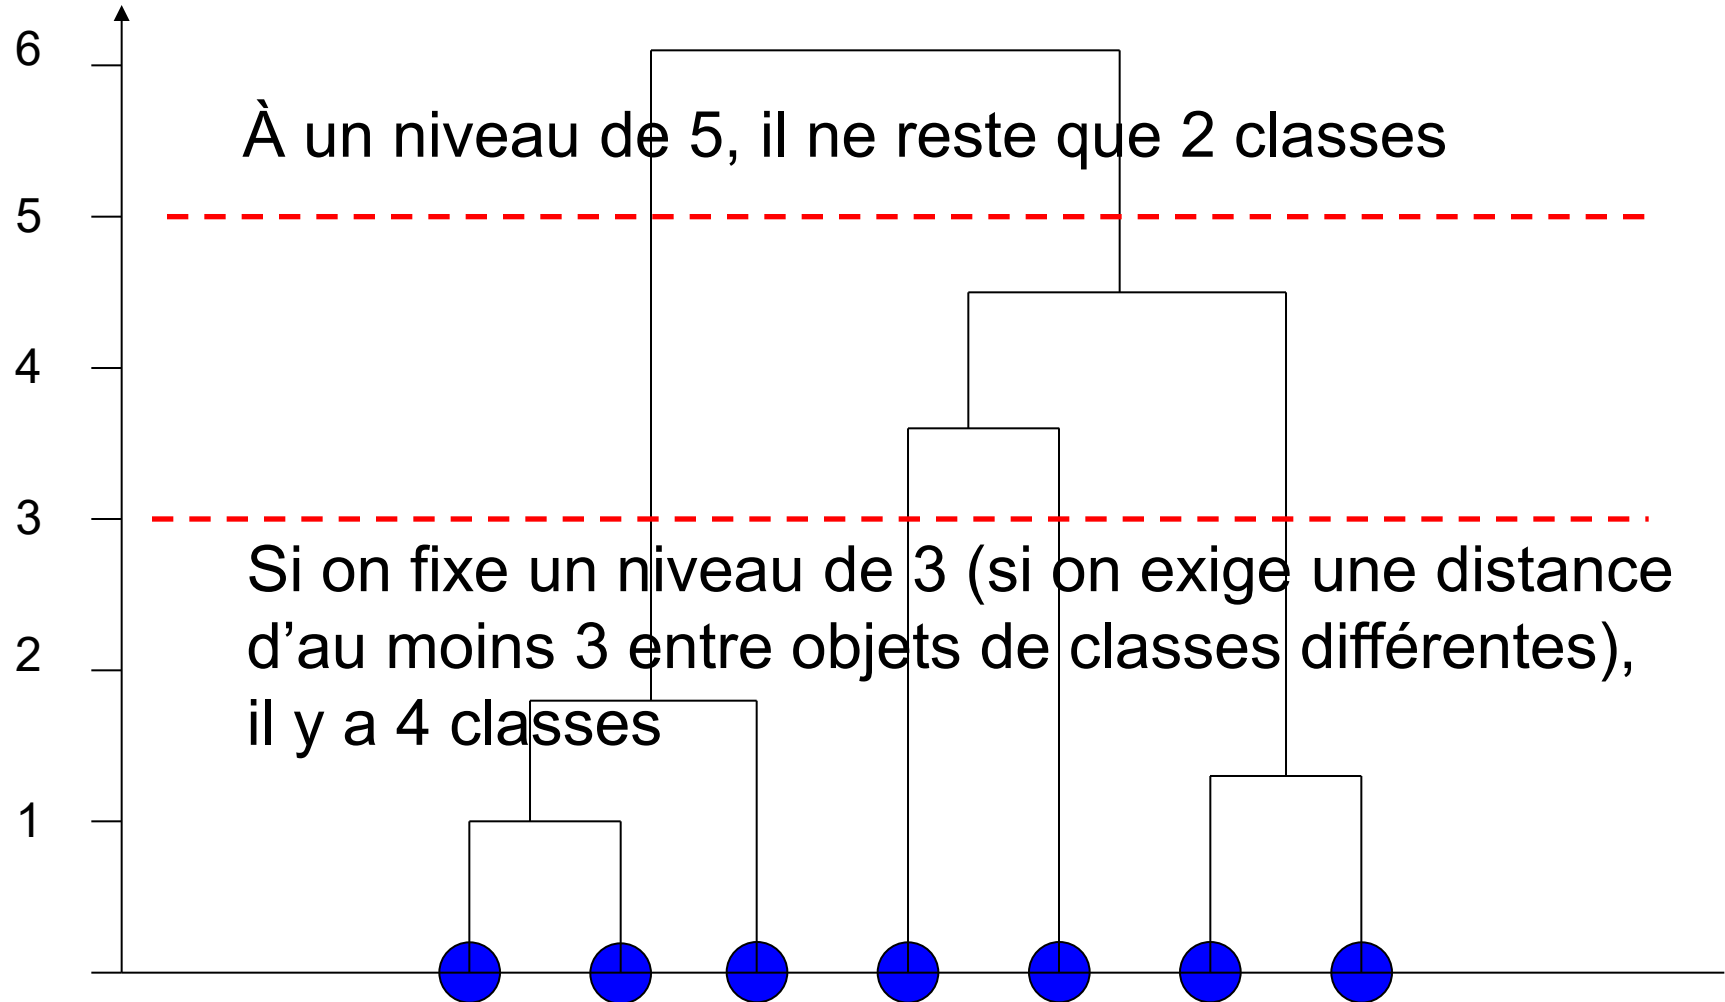 6
À un niveau de 5, il ne reste que 2 classes
5
4
3
Si on fixe un niveau de 3 (si on exige une distance
d’au moins 3 entre objets de classes différentes),
2
il y a 4 classes
1